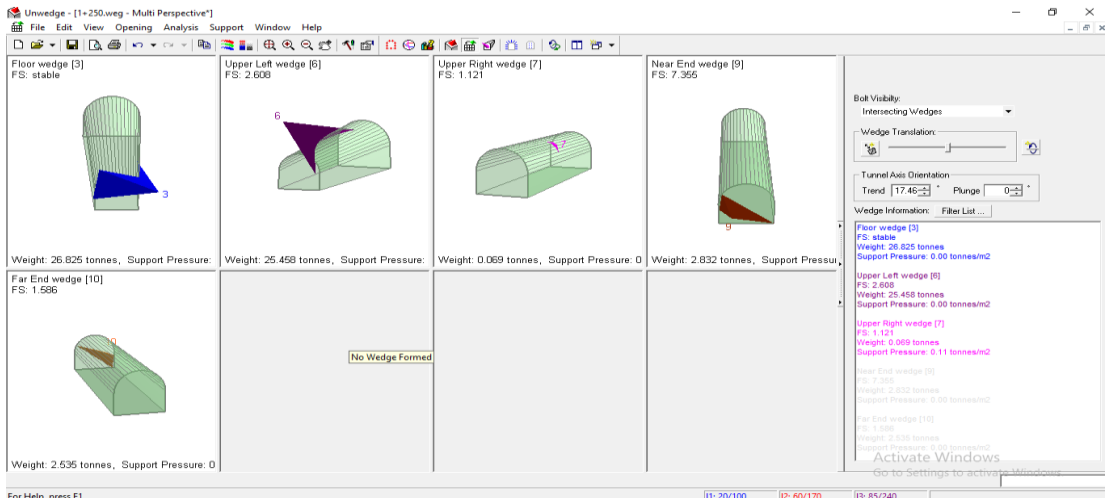 Unwedge - [1+250.weg - Multi Perspective*]
File Edit View Opening Analysis Support Window Help
Floor wedge [3]
FS: stable
3
Weight: 26.825 tonnes, Support Pressure:
Upper Left wedge [6]
FS: 2.608
6
Weight: 25.458 tonnes, Support Pressure:
Upper Right wedge [7]
FS: 1.121
7
Weight: 0.069 tonnes, Support Pressure: 0
Near End wedge [9]
FS: 7.355
9
Weight: 2.832 tonnes, Support Pressu
Far End wedge [10]
FS: 1.586
10
Weight: 2.535 tonnes, Support Pressure: 0
No Wedge Formed
Bolt Visibilty:
Intersecting Wedges
Wedge Translation:
Tunnel Axis Orientation
Trend 17.46 ° Plunge 0 °
Wedge Information: Filter List ...
Floor wedge [3]
FS: stable
Weight: 26.825 tonnes
Support Pressure: 0.00 tonnes/m2
Upper Left wedge [6]
FS: 2.608
Weight: 25.458 tonnes
Support Pressure: 0.00 tonnes/m2
Upper Right wedge [7]
FS: 1.121
Weight: 0.069 tonnes
Support Pressure: 0.11 tonnes/m2
Near End wedge [9]
FS: 7.355
Weight: 2.832 tonnes
Support Pressure: 0.00 tonnes/m2
Far End wedge [10]
FS: 1.586
Weight: 2.535 tonnes
Support Pressure: 0.00 tonnes/m2
Activate Windows
Go to Settings to activate Windows.
For Help, press F1
J1: 20/100 J2: 60/170 J3: 85/240